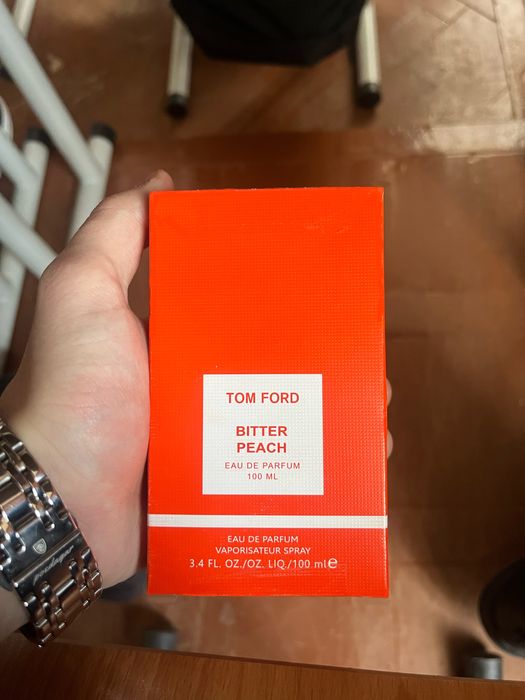 TOM FORD
BITTER
PEACH
EAU DE PARFUM
100 ML
EAU DE PARFUM
VAPORISATEUR SPRAY
3.4 FL. OZ./OZ. LIQ./100 ml e